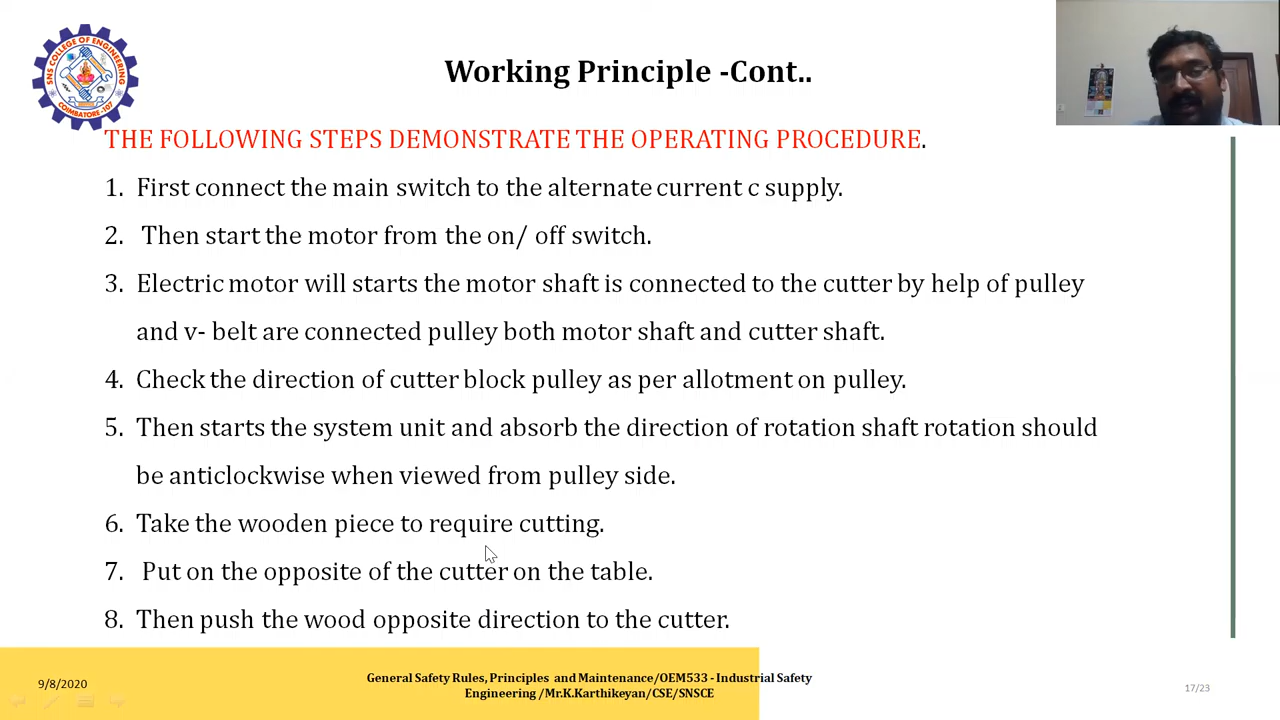 SNS COLLEGE OF ENGINEERING
COIMBATORE -107
Working Principle -Cont..
THE FOLLOWING STEPS DEMONSTRATE THE OPERATING PROCEDURE.
1. First connect the main switch to the alternate current c supply.
2. Then start the motor from the on/ off switch.
3. Electric motor will starts the motor shaft is connected to the cutter by help of pulley
and v- belt are connected pulley both motor shaft and cutter shaft.
4. Check the direction of cutter block pulley as per allotment on pulley.
5. Then starts the system unit and absorb the direction of rotation shaft rotation should
be anticlockwise when viewed from pulley side.
6. Take the wooden piece to require cutting.
7. Put on the opposite of the cutter on the table.
8. Then push the wood opposite direction to the cutter.
9/8/2020
General Safety Rules, Principles and Maintenance/OEM533 - Industrial Safety
Engineering /Mr.K.Karthikeyan/CSE/SNSCE
17/23